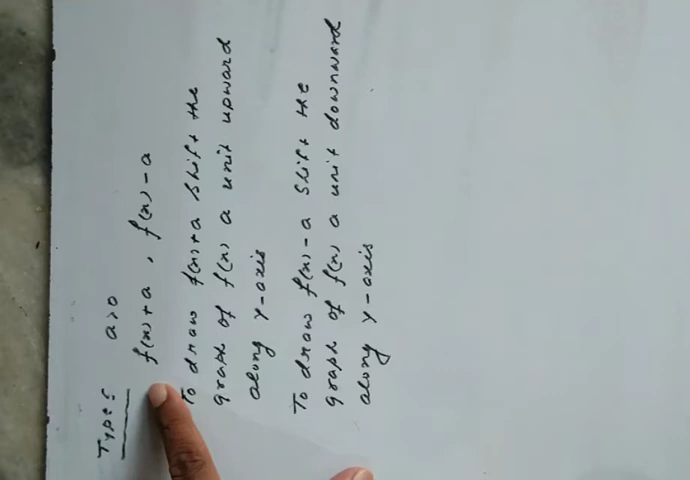 Type: a>0
f(x)+a, f(x)-a
To draw f(x)+a shift the
graph of f(x) a unit upward
along y-axis
To draw f(x)-a shift the
graph of f(x) a unit downward
along y-axis